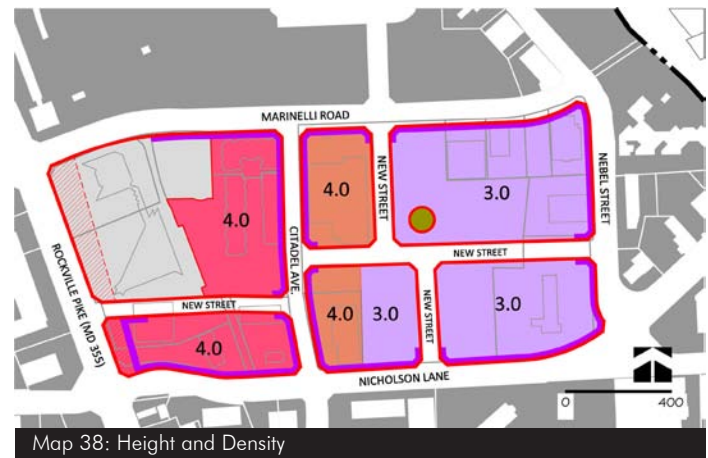 MARINELLI ROAD
4.0
CITADEL AVE.
4.0
NEW STREET
3.0
NEBEL STREET
ROCKVILLE PIKE (MD 355)
NEW STREET
NEW STREET
4.0
4.0
3.0
NEW STREET
3.0
NICHOLSON LANE
0 400
Map 38: Height and Density